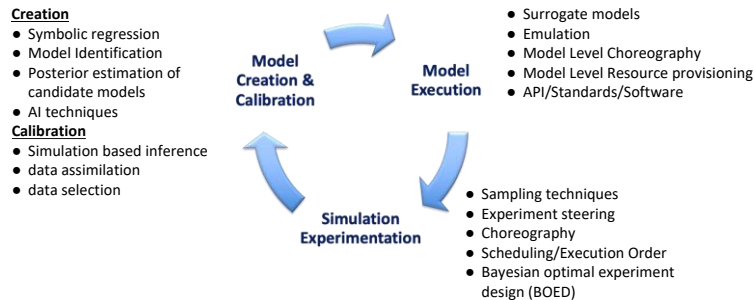 Creation
● Symbolic regression
● Model Identification
● Posterior estimation of
candidate models
● AI techniques
Calibration
● Simulation based inference
● data assimilation
● data selection
Model
Creation &
Calibration
Model
Execution
● Surrogate models
● Emulation
● Model Level Choreography
● Model Level Resource provisioning
● API/Standards/Software
Simulation
Experimentation
● Sampling techniques
● Experiment steering
● Choreography
● Scheduling/Execution Order
● Bayesian optimal experiment
design (BOED)